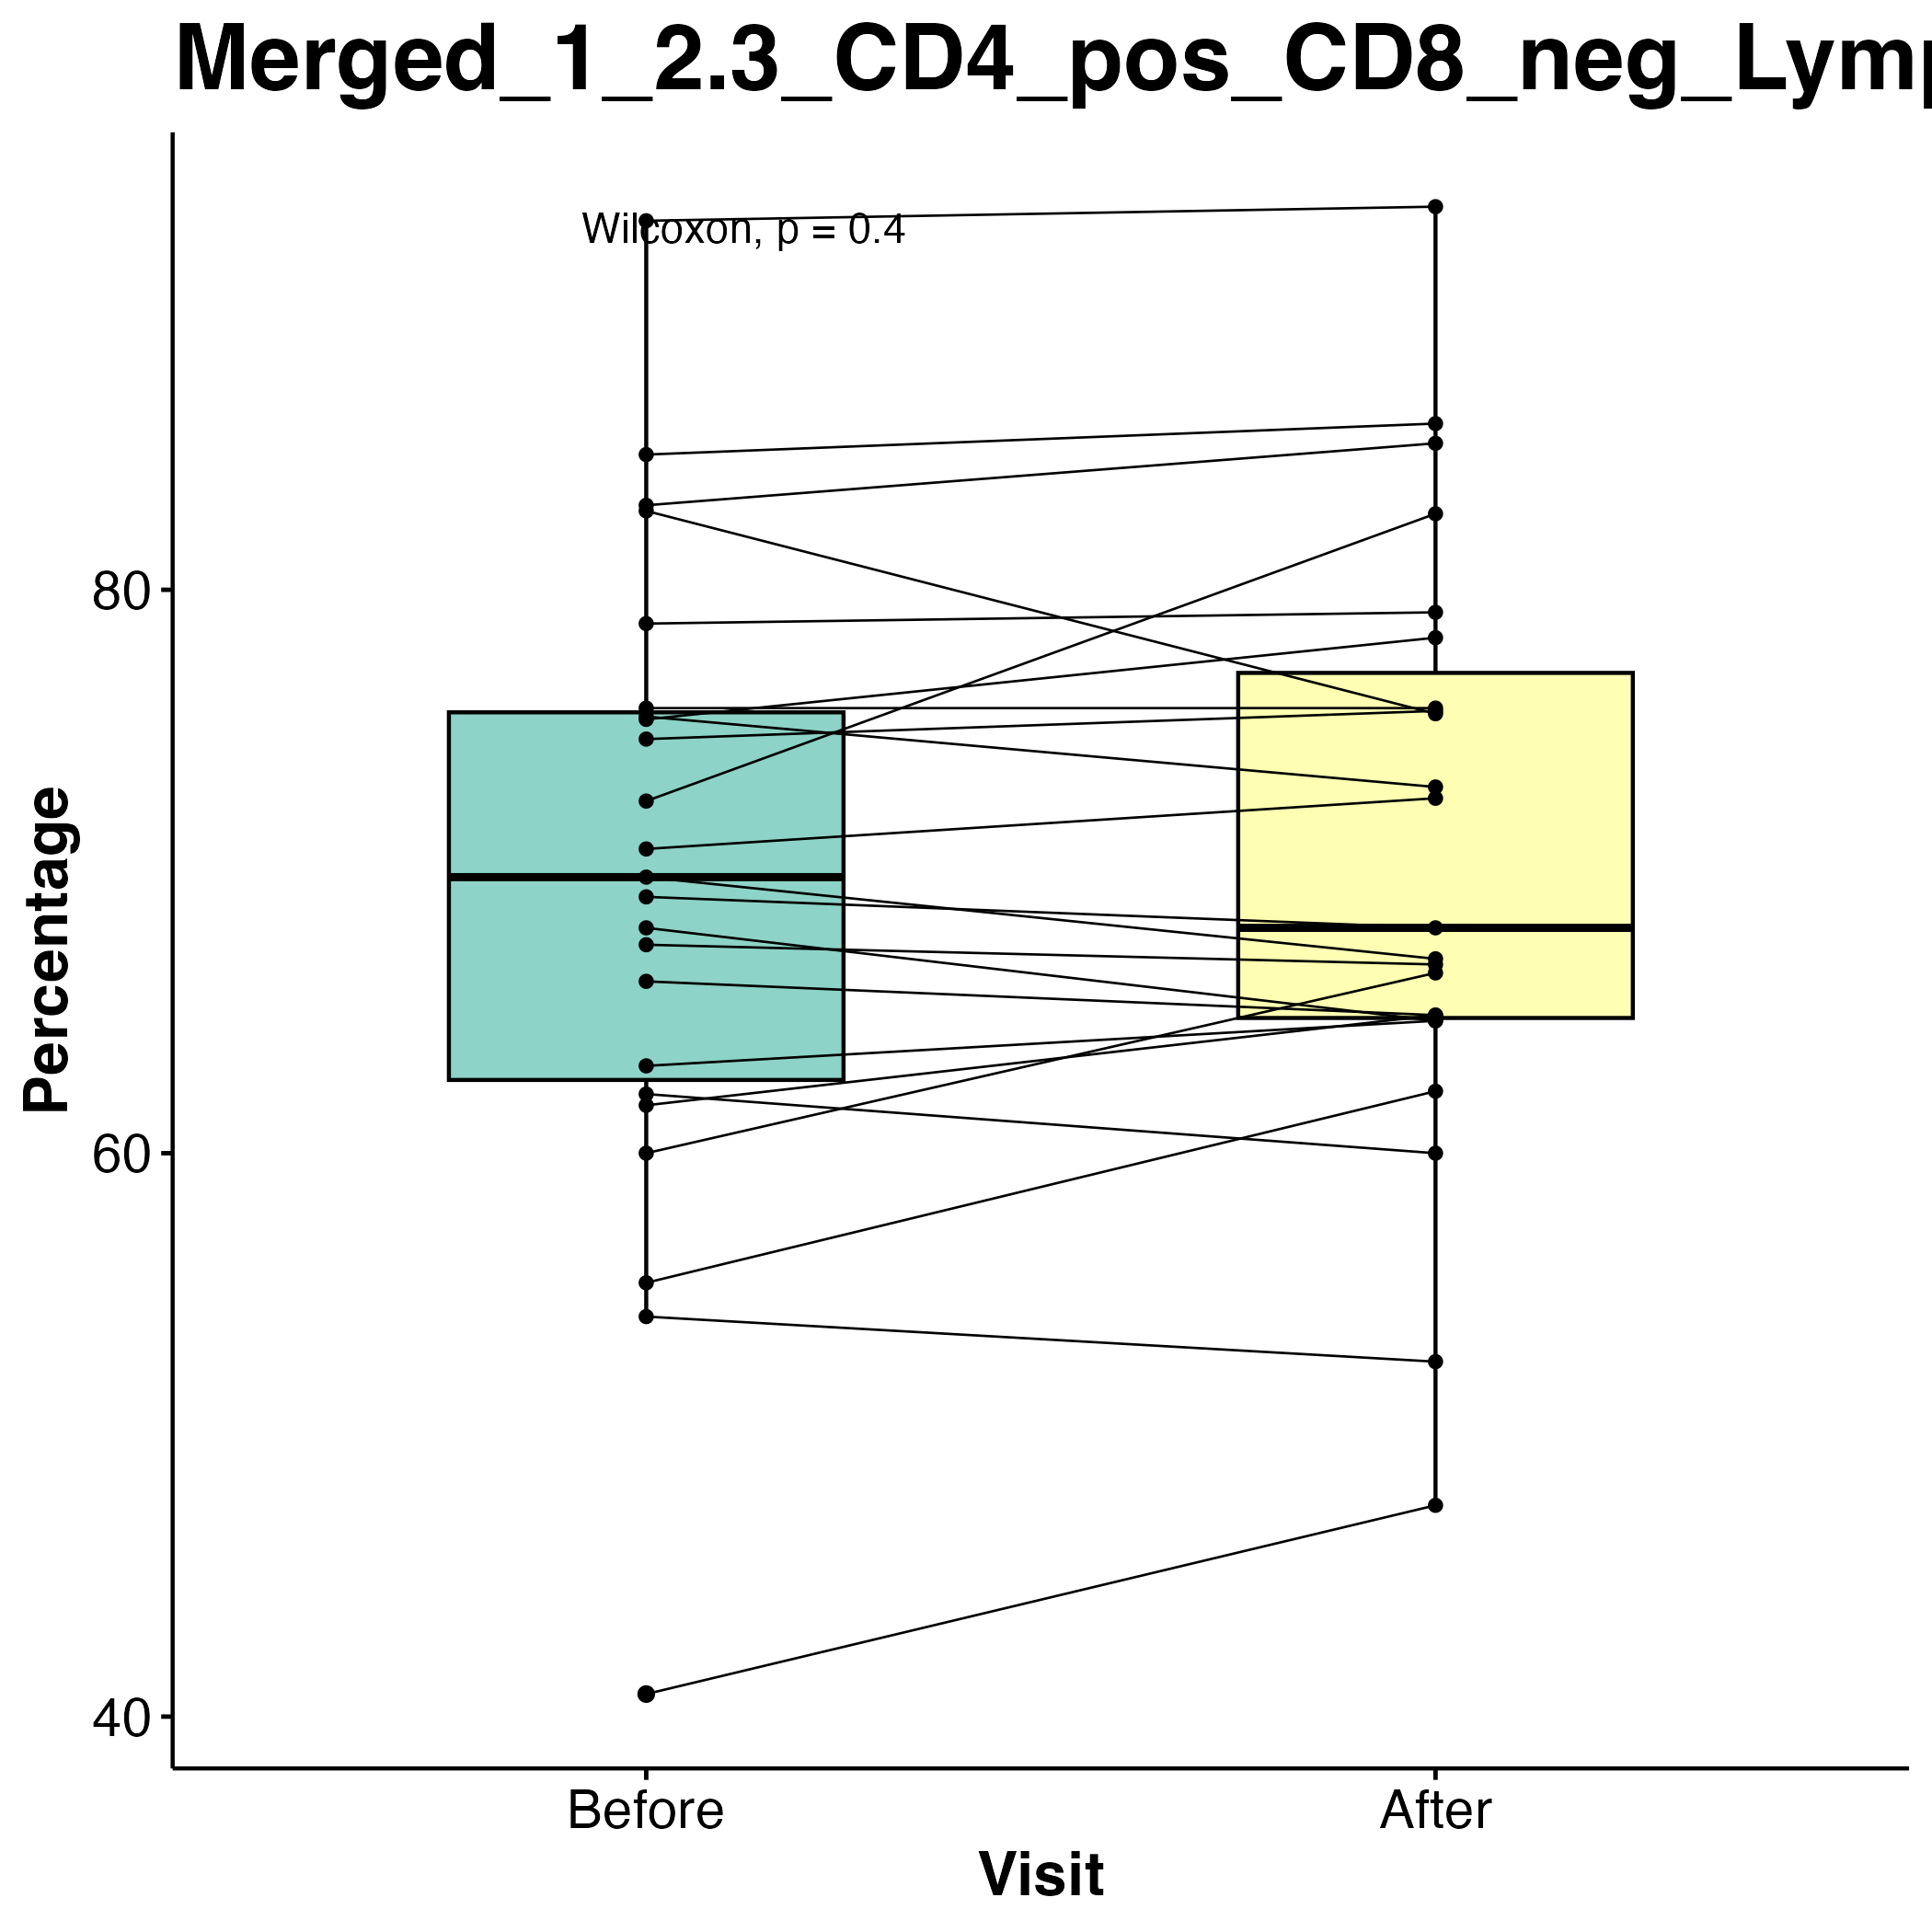 Merged_1_2.3_CD4_pos_CD8_neg_Lymp
Wilcoxon, p = 0.4
80
60
40
Percentage
Before After
Visit